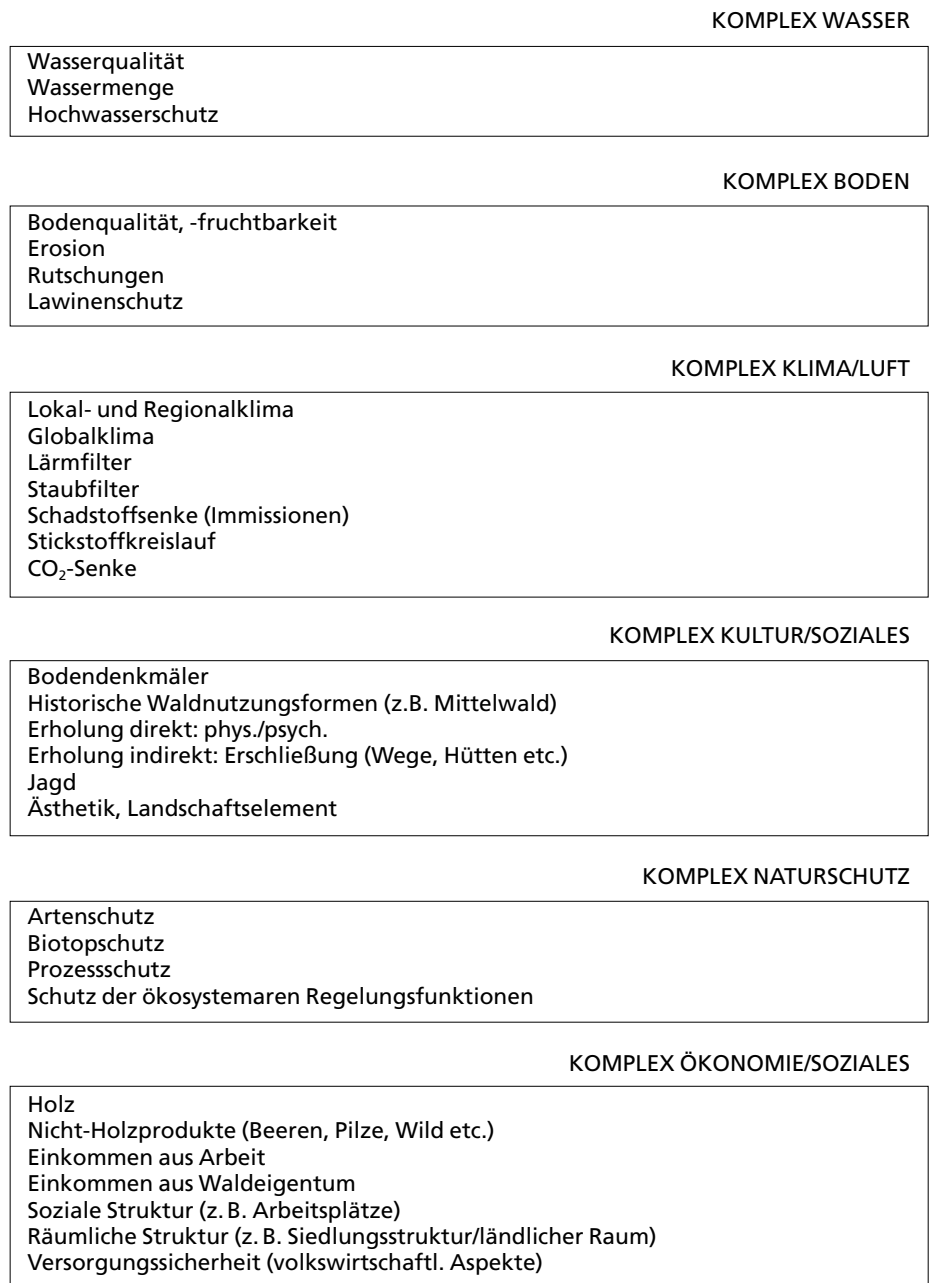 KOMPLEX WASSER
Wasserqualität
Wassermenge
Hochwasserschutz
KOMPLEX BODEN
Bodenqualität, -fruchtbarkeit
Erosion
Rutschungen
Lawinenschutz
KOMPLEX KLIMA/LUFT
Lokal- und Regionalklima
Globalklima
Lärmfilter
Staubfilter
Schadstoffsenke (Immissionen)
Stickstoffkreislauf
CO₂-Senke
KOMPLEX KULTUR/SOZIALES
Bodendenkmäler
Historische Waldnutzungsformen (z.B. Mittelwald)
Erholung direkt: phys./psych.
Erholung indirekt: Erschließung (Wege, Hütten etc.)
Jagd
Ästhetik, Landschaftselement
KOMPLEX NATURSCHUTZ
Artenschutz
Biotopschutz
Prozessschutz
Schutz der ökosystemaren Regelungsfunktionen
KOMPLEX ÖKONOMIE/SOZIALES
Holz
Nicht-Holzprodukte (Beeren, Pilze, Wild etc.)
Einkommen aus Arbeit
Einkommen aus Waldeigentum
Soziale Struktur (z. B. Arbeitsplätze)
Räumliche Struktur (z. B. Siedlungsstruktur/ländlicher Raum)
Versorgungssicherheit (volkswirtschaftl. Aspekte)